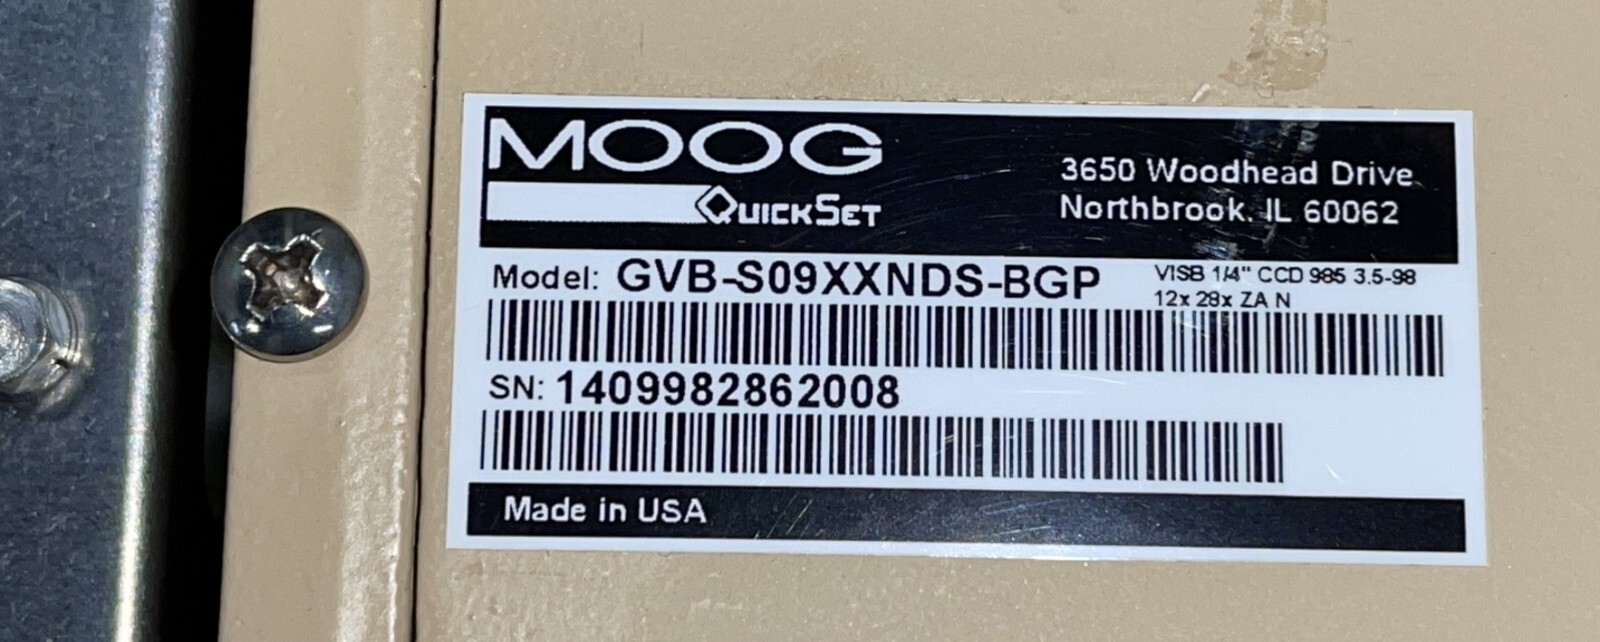 MOOG
QUICKSET
3650 Woodhead Drive
Northbrook, IL 60062
Model: GVB-S09XXNDS-BGP
VISB 1/4" CCD 985 3.5-98
12x 28x ZA N
SN: 1409982862008
Made in USA